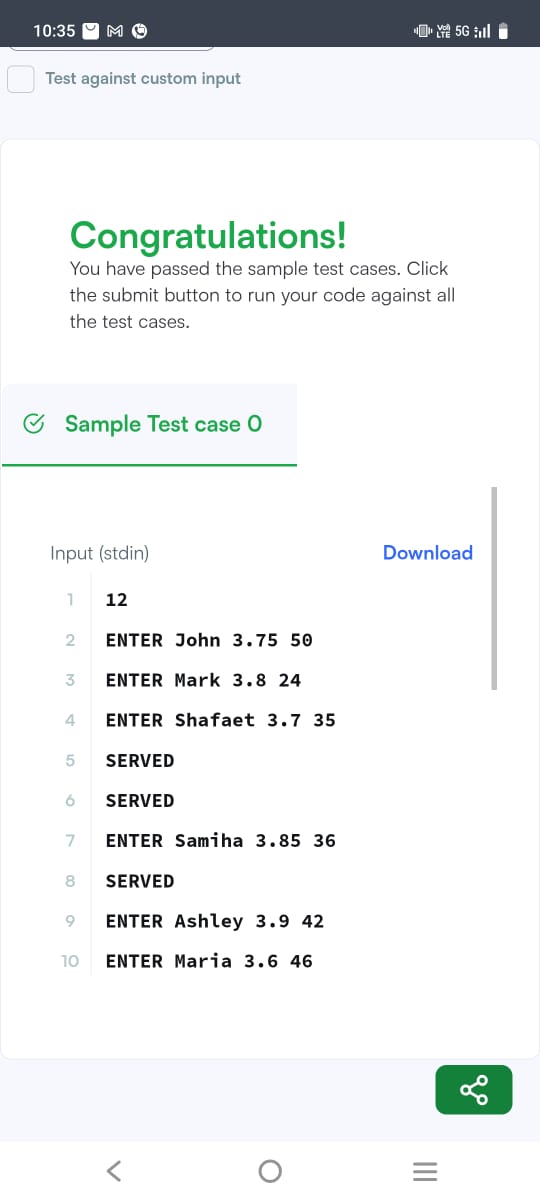 10:35
VoI) LTE 5G
Test against custom input
Congratulations!
You have passed the sample test cases. Click
the submit button to run your code against all
the test cases.
Sample Test case 0
Input (stdin) Download
1 12
2 ENTER John 3.75 50
3 ENTER Mark 3.8 24
4 ENTER Shafaet 3.7 35
5 SERVED
6 SERVED
7 ENTER Samiha 3.85 36
8 SERVED
9 ENTER Ashley 3.9 42
10 ENTER Maria 3.6 46